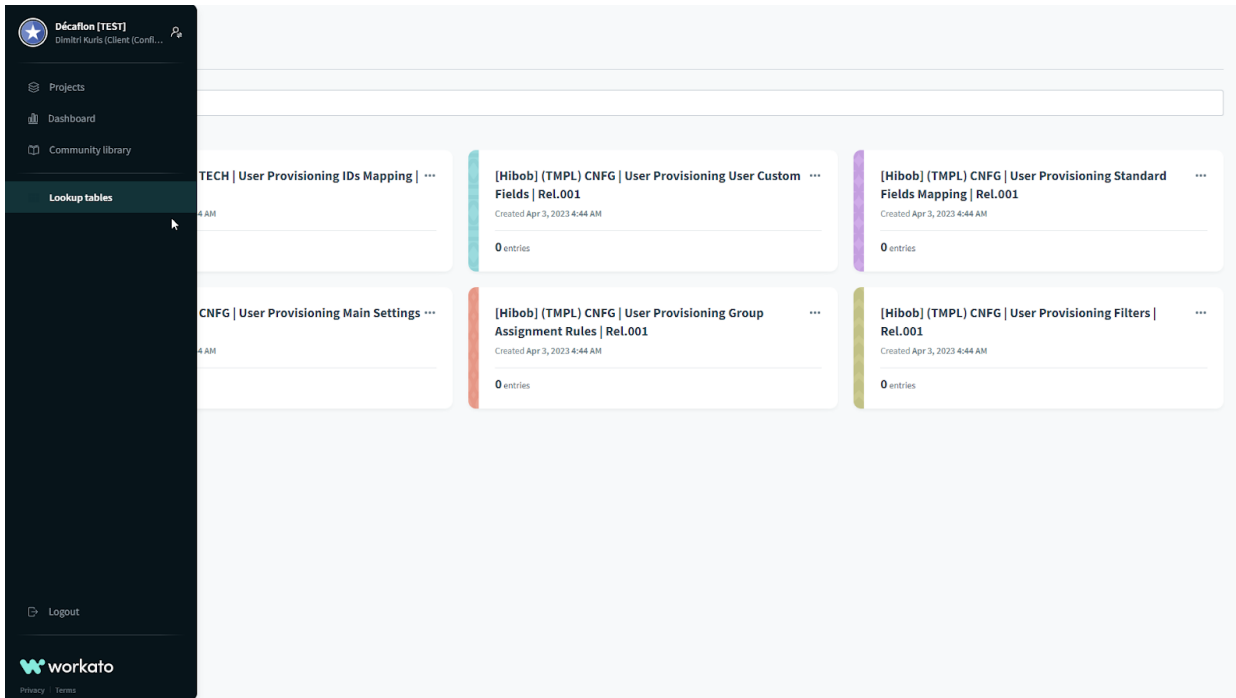 Décaflon [TEST]
Dimitri Kuris (Client (Confi...
Projects
Dashboard
Community library
Lookup tables
TECH | User Provisioning IDs Mapping | ...
4 AM
[Hibob] (TMPL) CNFG | User Provisioning User Custom ...
Fields | Rel.001
Created Apr 3, 2023 4:44 AM
0 entries
[Hibob] (TMPL) CNFG | User Provisioning Standard ...
Fields Mapping | Rel.001
Created Apr 3, 2023 4:44 AM
0 entries
CNFG | User Provisioning Main Settings ...
4 AM
[Hibob] (TMPL) CNFG | User Provisioning Group ...
Assignment Rules | Rel.001
Created Apr 3, 2023 4:44 AM
0 entries
[Hibob] (TMPL) CNFG | User Provisioning Filters | ...
Rel.001
Created Apr 3, 2023 4:44 AM
0 entries
Logout
workato
Privacy | Terms